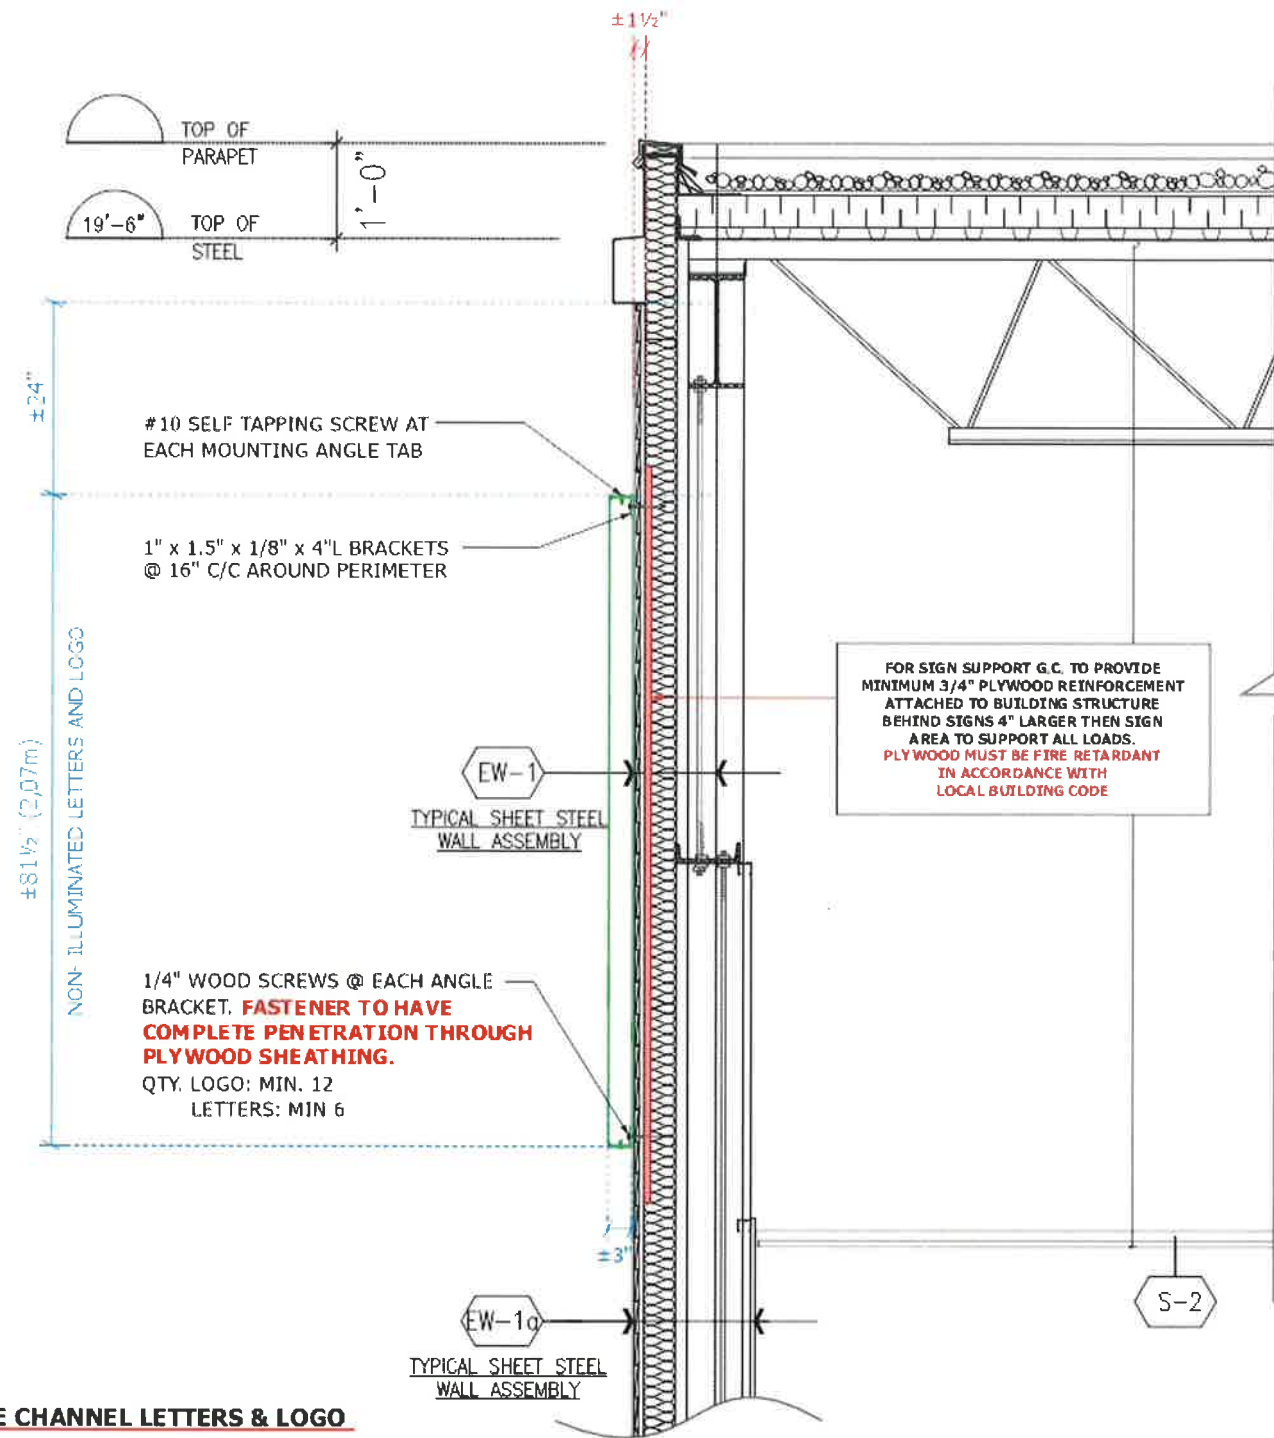 ±1½"
TOP OF
PARAPET
1'-0"
19'-6"
TOP OF
STEEL
±24"
#10 SELF TAPPING SCREW AT
EACH MOUNTING ANGLE TAB
1" x 1.5" x 1/8" x 4"L BRACKETS
@ 16" C/C AROUND PERIMETER
±81½" (2,07m)
NON- ILLUMINATED LETTERS AND LOGO
FOR SIGN SUPPORT G.C. TO PROVIDE
MINIMUM 3/4" PLYWOOD REINFORCEMENT
ATTACHED TO BUILDING STRUCTURE
BEHIND SIGNS 4" LARGER THEN SIGN
AREA TO SUPPORT ALL LOADS.
PLYWOOD MUST BE FIRE RETARDANT
IN ACCORDANCE WITH
LOCAL BUILDING CODE
EW-1
TYPICAL SHEET STEEL
WALL ASSEMBLY
1/4" WOOD SCREWS @ EACH ANGLE
BRACKET. FASTENER TO HAVE
COMPLETE PENETRATION THROUGH
PLYWOOD SHEATHING.
QTY. LOGO: MIN. 12
LETTERS: MIN 6
±3"
S-2
EW-1a
TYPICAL SHEET STEEL
WALL ASSEMBLY
E CHANNEL LETTERS & LOGO